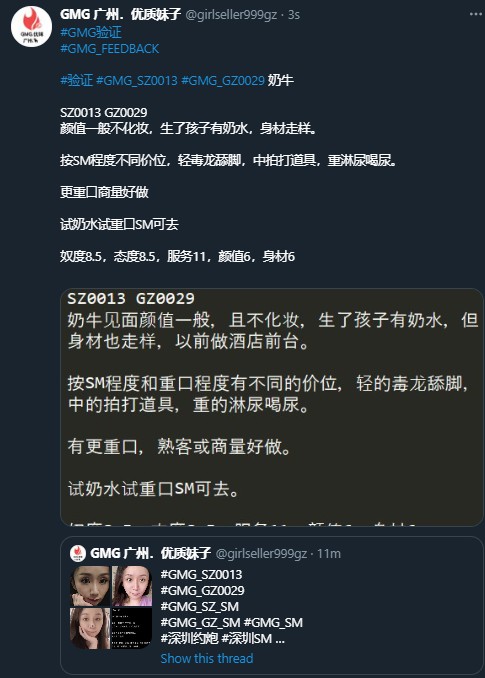 GMG 广州．优质妹子 @girlseller999gz · 3s
#GMG验证
#GMG_FEEDBACK
#验证 #GMG_SZ0013 #GMG_GZ0029 奶牛
SZ0013 GZ0029
颜值一般不化妆，生了孩子有奶水，身材走样。
按SM程度不同价位，轻毒龙舔脚，中拍打道具，重淋尿喝尿。
更重口商量好做
试奶水试重口SM可去
奴度8.5，态度8.5，服务11，颜值6，身材6
SZ0013 GZ0029
奶牛见面颜值一般，且不化妆，生了孩子有奶水，但
身材也走样，以前做酒店前台。
按SM程度和重口程度有不同的价位，轻的毒龙舔脚，
中的拍打道具，重的淋尿喝尿。
有更重口，熟客或商量好做。
试奶水试重口SM可去。
GMG 广州．优质妹子 @girlseller999gz · 11m
#GMG_SZ0013
#GMG_GZ0029
#GMG_SZ_SM
#GMG_GZ_SM #GMG_SM
#深圳约炮 #深圳SM ...
Show this thread